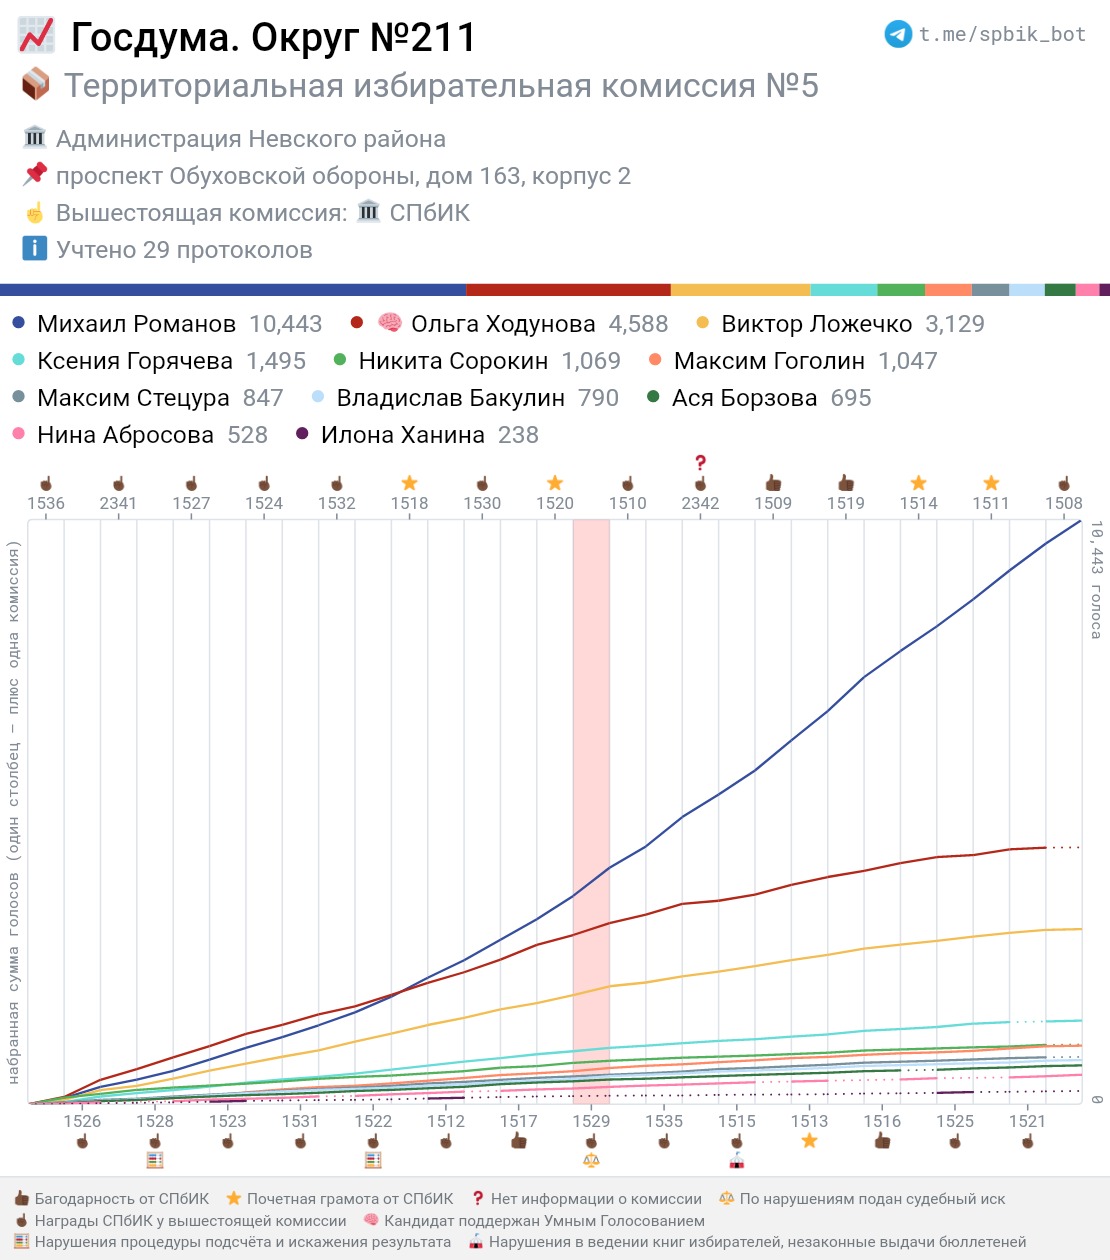 Госдума. Округ №211
t.me/spbik_bot
Территориальная избирательная комиссия №5
Администрация Невского района
проспект Обуховской обороны, дом 163, корпус 2
Вышестоящая комиссия: СПбИК
Учтено 29 протоколов
Михаил Романов 10,443 Ольга Ходунова 4,588 Виктор Ложечко 3,129
Ксения Горячева 1,495 Никита Сорокин 1,069 Максим Гоголин 1,047
Максим Стецура 847 Владислав Бакулин 790 Ася Борзова 695
Нина Абросова 528 Илона Ханина 238
1536 2341 1527 1524 1532 1518 1530 1520 1510 2342 1509 1519 1514 1511 1508
набранная сумма голосов (один столбец – плюс одна комиссия)
10,443 голоса
0
1526 1528 1523 1531 1522 1512 1517 1529 1535 1515 1513 1516 1525 1521
Багодарность от СПбИК Почетная грамота от СПбИК Нет информации о комиссии По нарушениям подан судебный иск
Награды СПбИК у вышестоящей комиссии Кандидат поддержан Умным Голосованием
Нарушения процедуры подсчёта и искажения результата Нарушения в ведении книг избирателей, незаконные выдачи бюллетеней